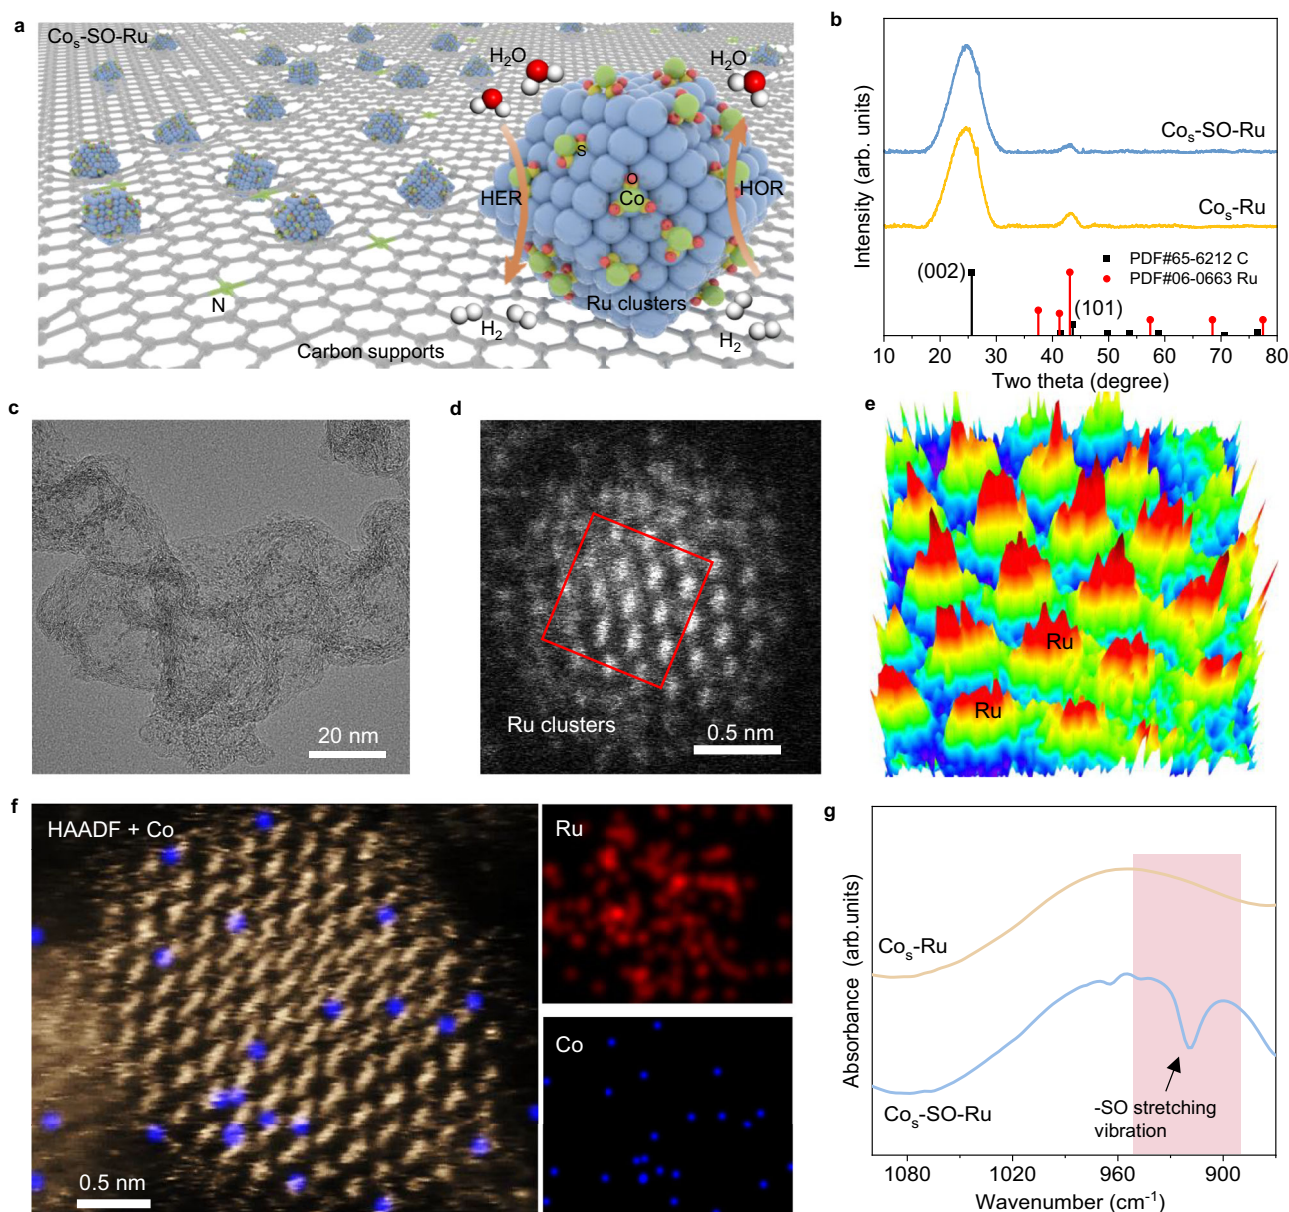 a
Coₛ-SO-Ru
H₂O
H₂O
S
O
Co
HER
HOR
N
Ru clusters
H₂
H₂
Carbon supports
b
Intensity (arb. units)
Coₛ-SO-Ru
Coₛ-Ru
PDF#65-6212 C
PDF#06-0663 Ru
(002)
(101)
10 20 30 40 50 60 70 80
Two theta (degree)
c
20 nm
d
Ru clusters
0.5 nm
e
Ru
Ru
f
HAADF + Co
0.5 nm
Ru
Co
g
Absorbance (arb.units)
Coₛ-Ru
Coₛ-SO-Ru
-SO stretching
vibration
1080 1020 960 900
Wavenumber (cm⁻¹)